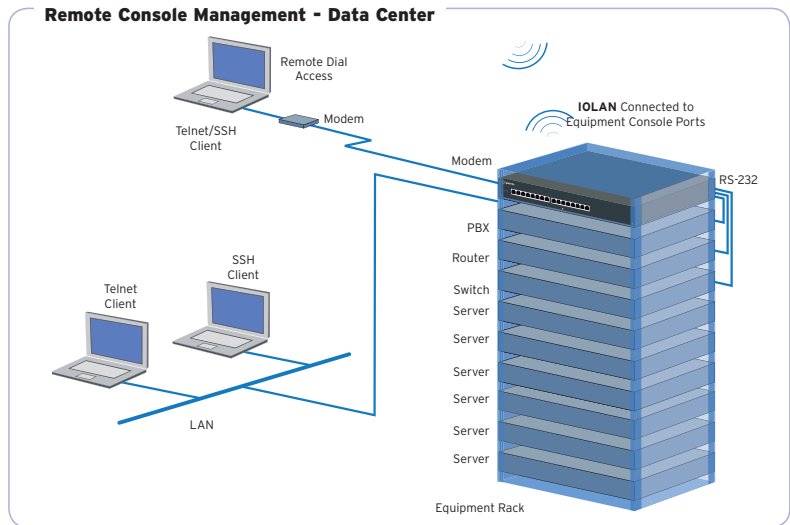 Remote Console Management - Data Center
Remote Dial
Access
Modem
Telnet/SSH
Client
IOLAN Connected to
Equipment Console Ports
Modem
RS-232
PBX
Router
Switch
Server
Server
Server
Server
Server
Server
SSH
Client
Telnet
Client
LAN
Equipment Rack